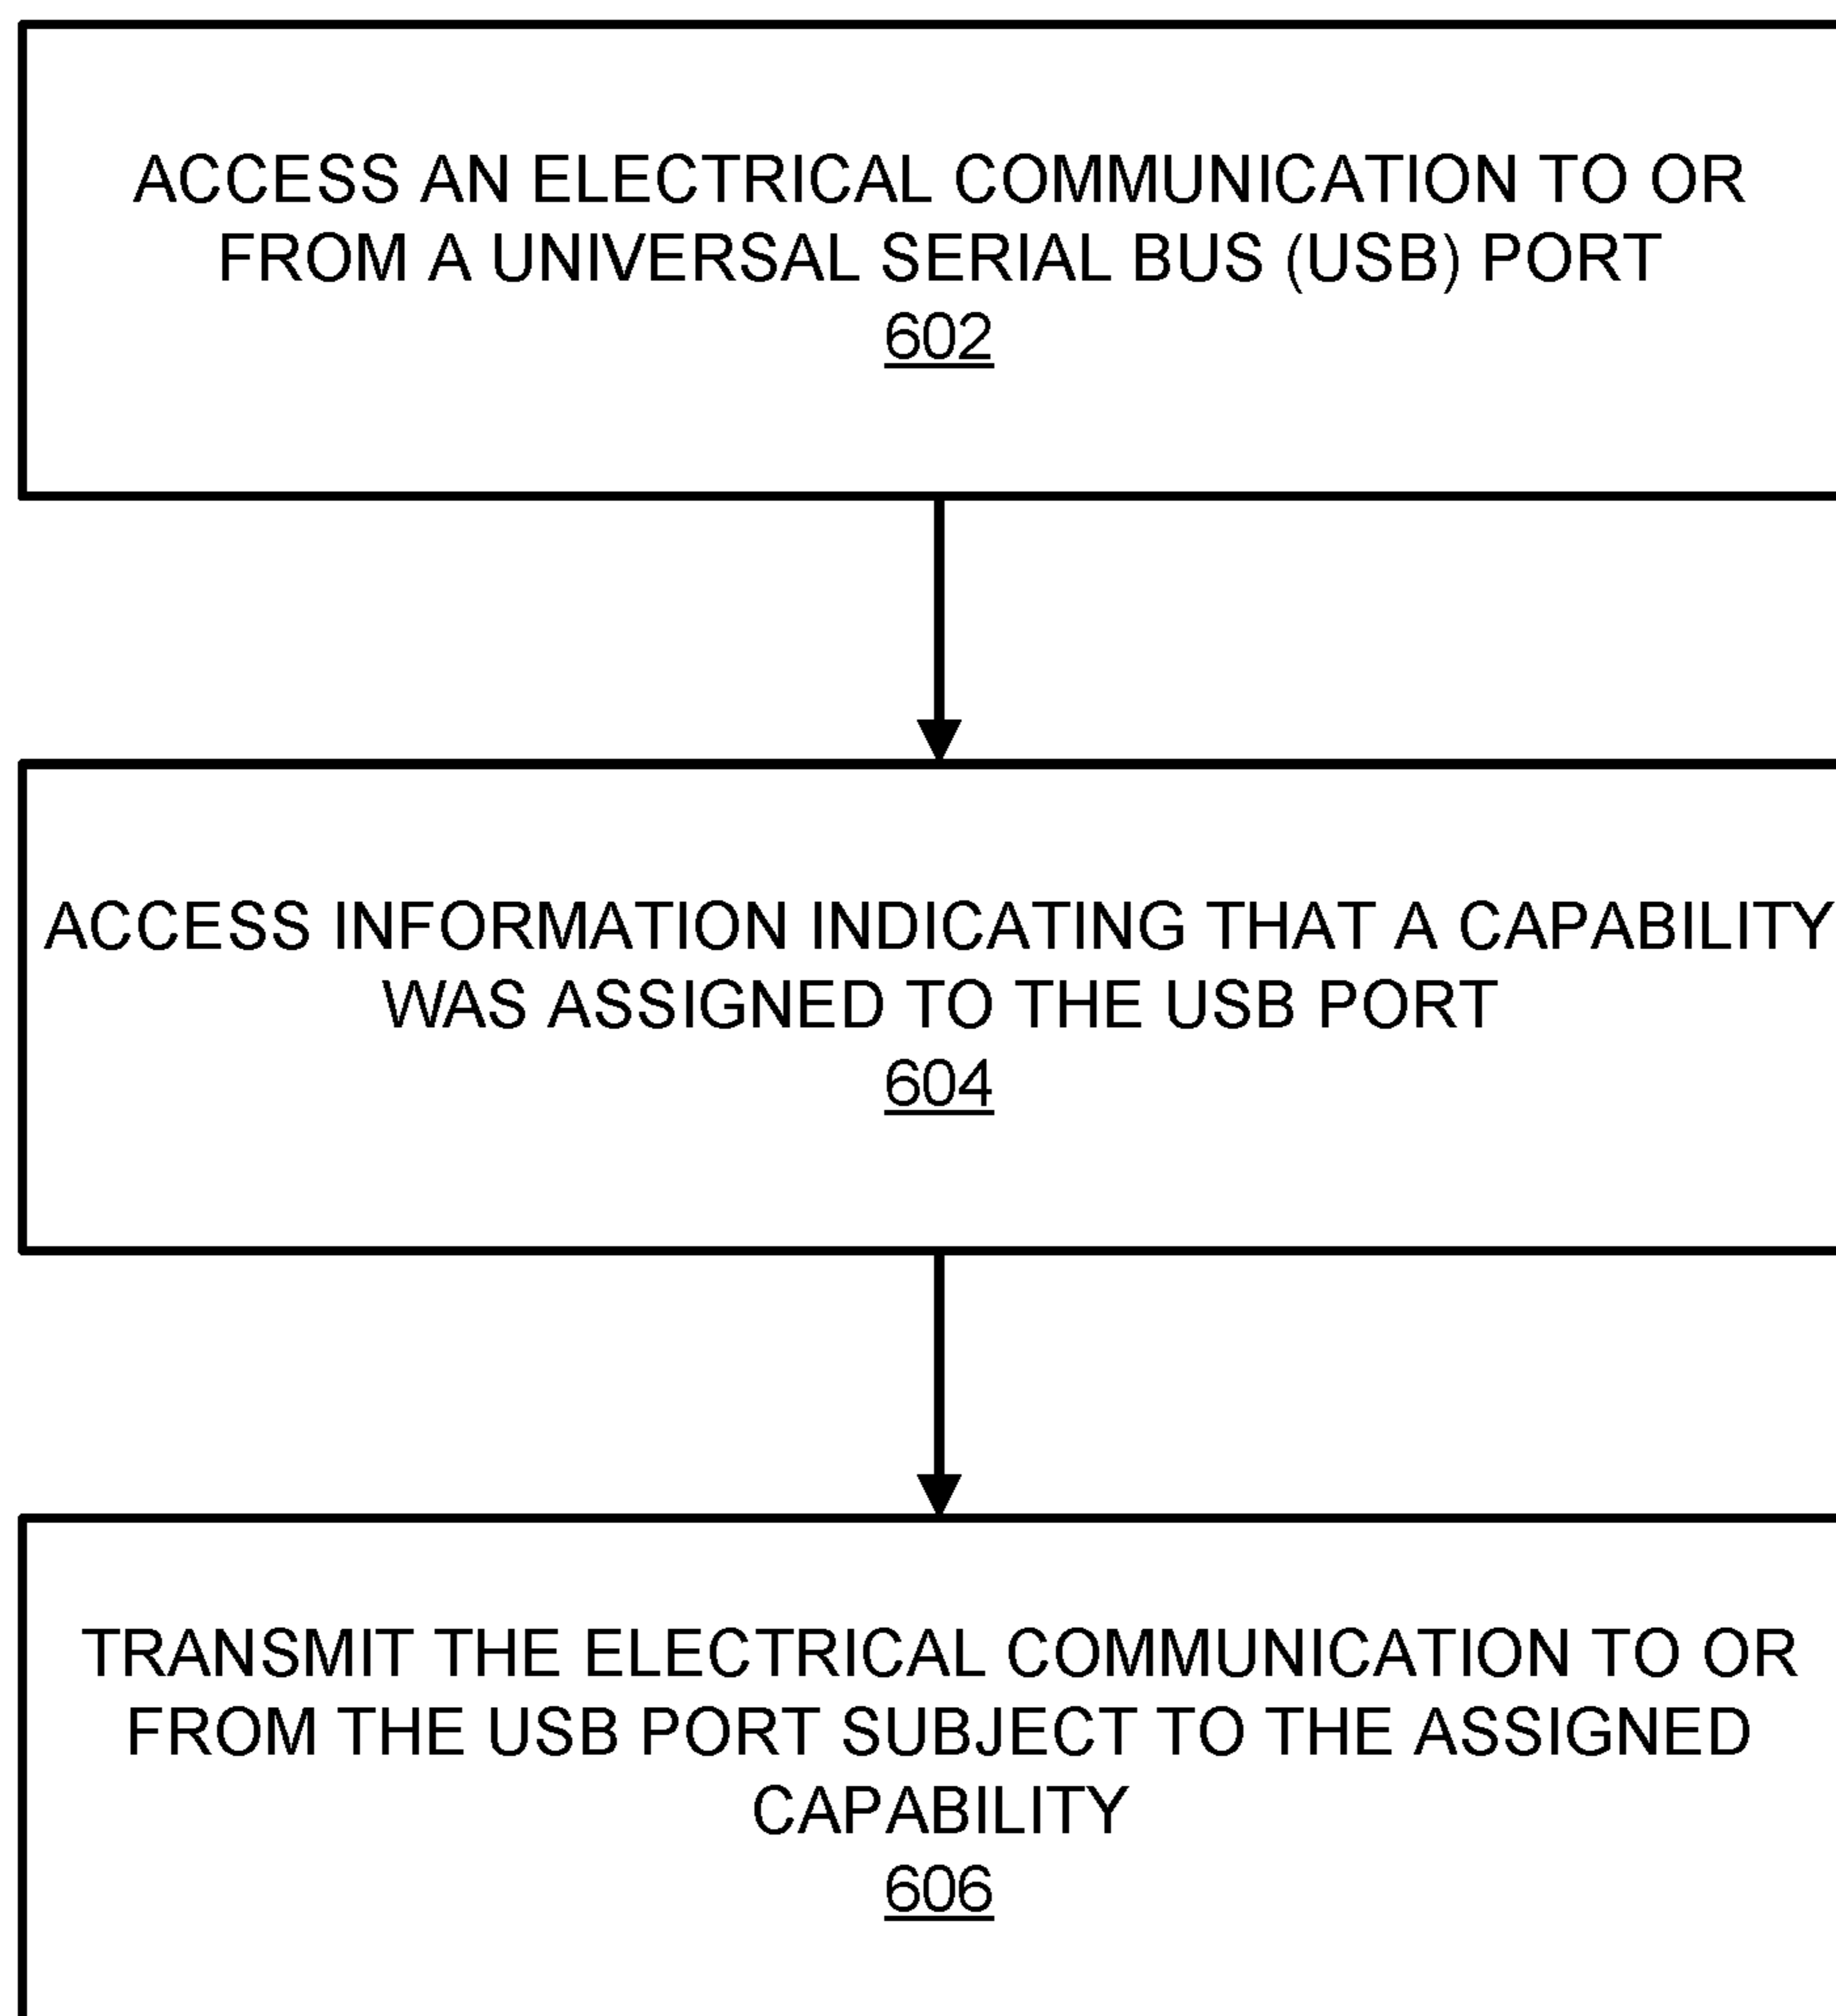 ACCESS AN ELECTRICAL COMMUNICATION TO OR
FROM A UNIVERSAL SERIAL BUS (USB) PORT
602
ACCESS INFORMATION INDICATING THAT A CAPABILITY
WAS ASSIGNED TO THE USB PORT
604
TRANSMIT THE ELECTRICAL COMMUNICATION TO OR
FROM THE USB PORT SUBJECT TO THE ASSIGNED
CAPABILITY
606